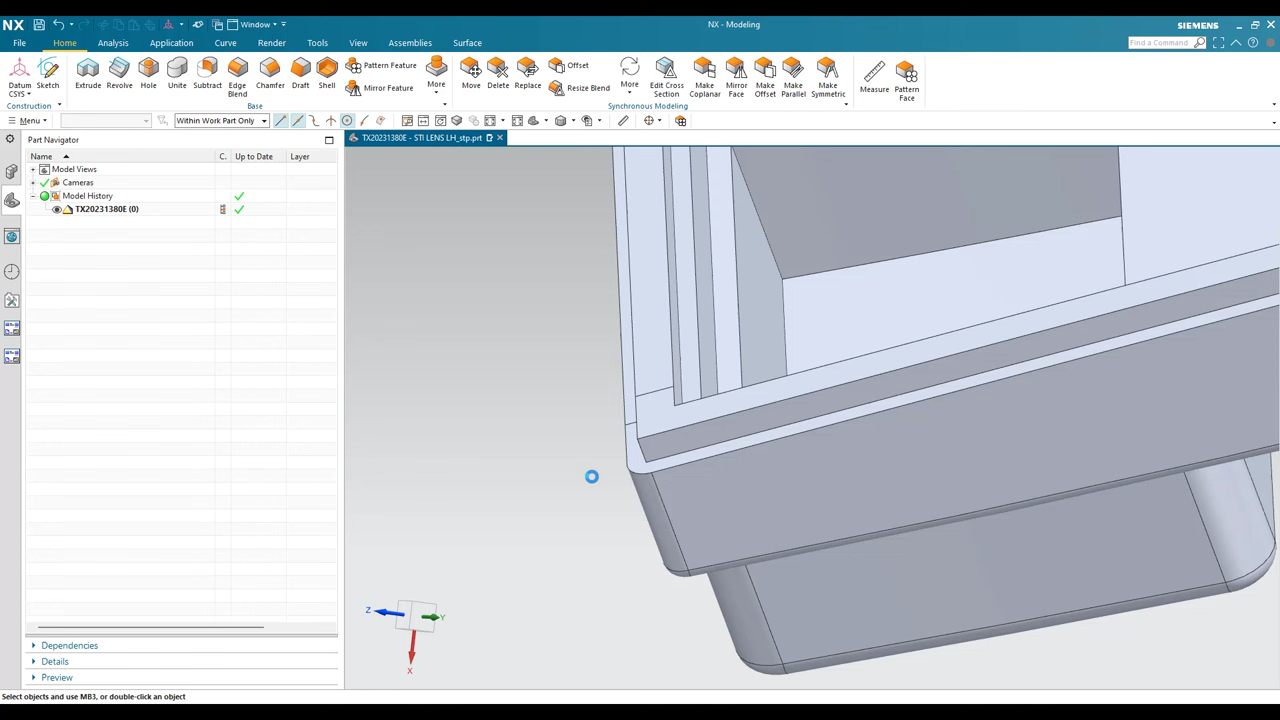 NX
Window
NX - Modeling
SIEMENS
File
Home
Analysis
Application
Curve
Render
Tools
View
Assemblies
Surface
Find a Command
Datum CSYS
Sketch
Extrude
Revolve
Hole
Unite
Subtract
Edge Blend
Chamfer
Draft
Shell
Pattern Feature
Mirror Feature
More
Move
Delete
Replace
Offset
Resize Blend
More
Edit Cross Section
Make Coplanar
Mirror Face
Make Offset
Make Parallel
Make Symmetric
Measure
Pattern Face
Construction
Base
Synchronous Modeling
Menu
Within Work Part Only
Part Navigator
TX20231380E - STI LENS LH_stp.prt
Name
C.
Up to Date
Layer
Model Views
Cameras
Model History
TX20231380E (0)
Z
Y
X
Dependencies
Details
Preview
Select objects and use MB3, or double-click an object